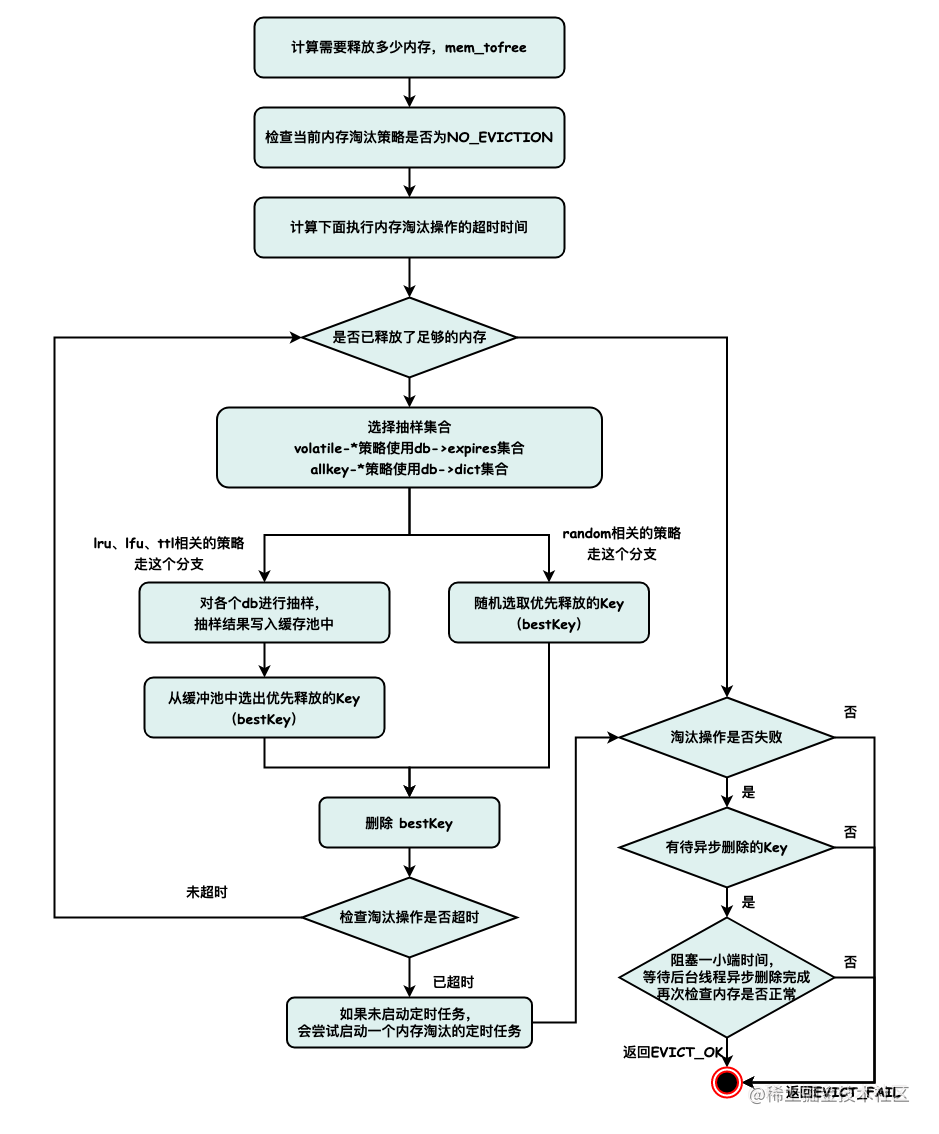 计算需要释放多少内存，mem_tofree
检查当前内存淘汰策略是否为NO_EVICTION
计算下面执行内存淘汰操作的超时时间
是否已释放了足够的内存
选择抽样集合
volatile-*策略使用db->expires集合
allkey-*策略使用db->dict集合
lru、lfu、ttl相关的策略
走这个分支
random相关的策略
走这个分支
对各个db进行抽样，
抽样结果写入缓存池中
随机选取优先释放的Key
（bestKey）
从缓冲池中选出优先释放的Key
（bestKey）
淘汰操作是否失败
否
是
删除 bestKey
有待异步删除的Key
否
是
未超时
检查淘汰操作是否超时
已超时
阻塞一小端时间，
等待后台线程异步删除完成
再次检查内存是否正常
否
如果未启动定时任务，
会尝试启动一个内存淘汰的定时任务
返回EVICT_OK
返回EVICT_FAIL
@稀土掘金技术社区